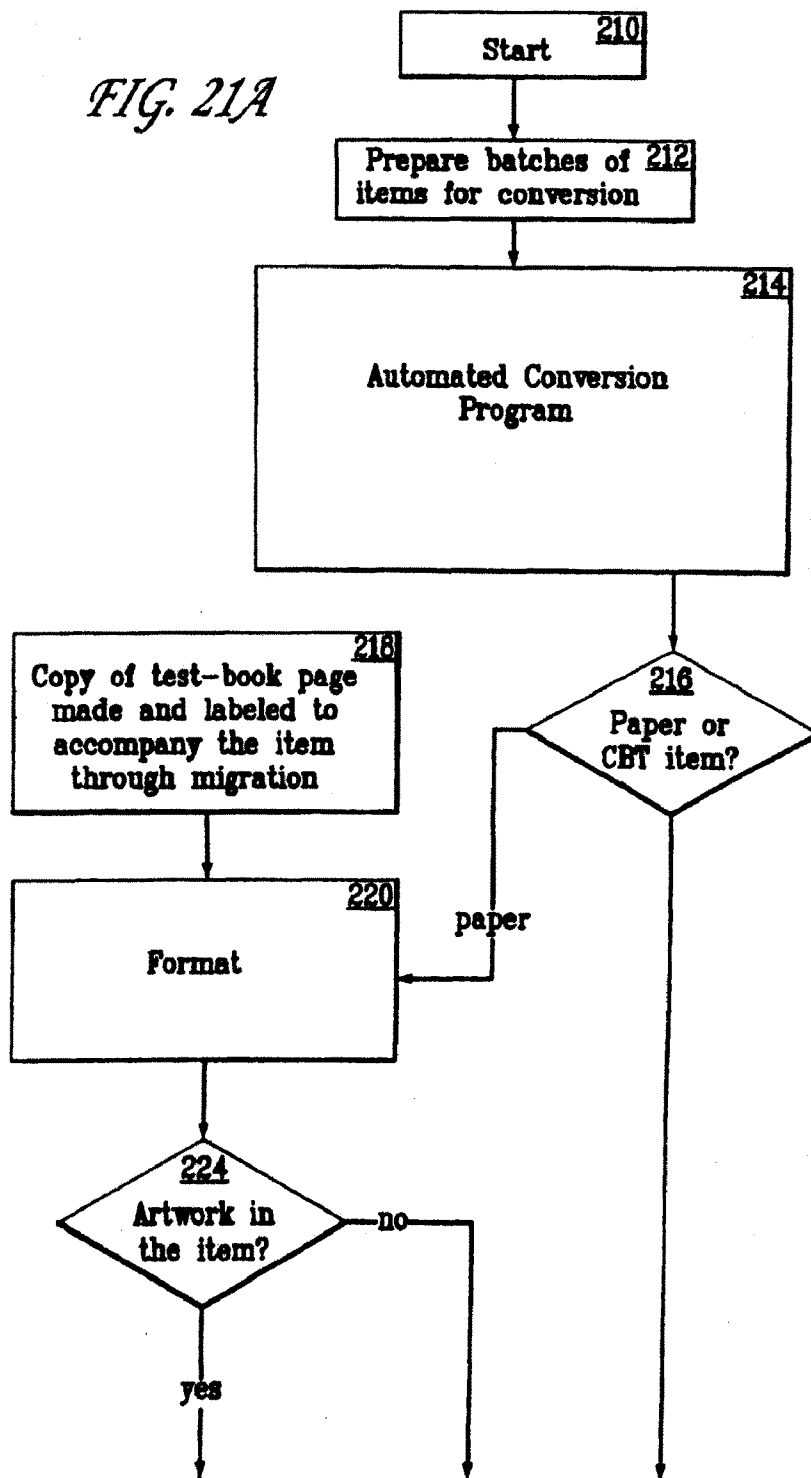 FIG. 21A
210
Start
Prepare batches of 212
items for conversion
214
Automated Conversion
Program
218
Copy of test-book page
made and labeled to
accompany the item
through migration
216
Paper or
CBT item?
220
Format
paper
224
Artwork in
the item?
no
yes